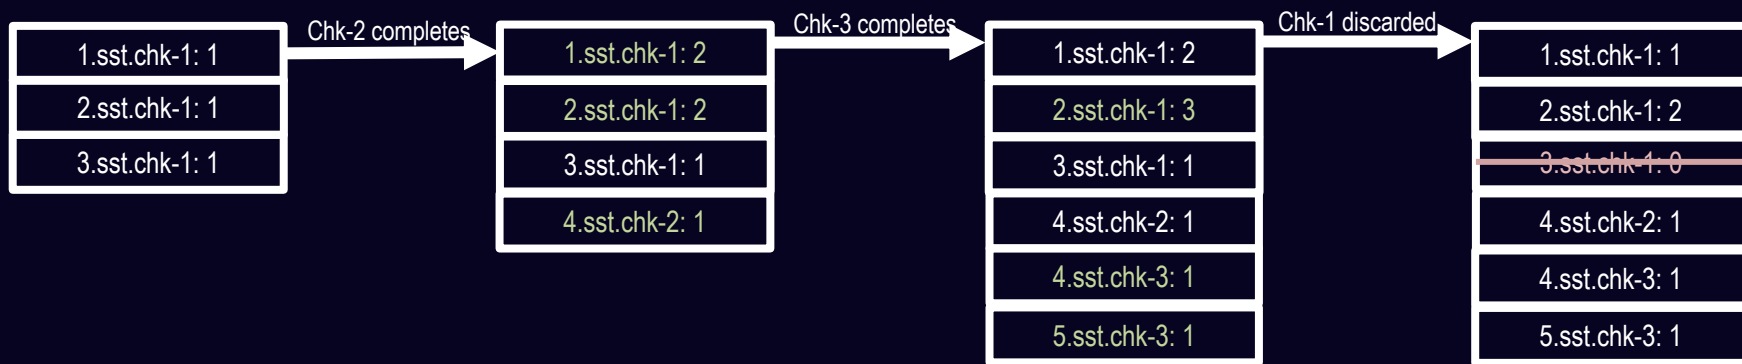 1.sst.chk-1: 1
2.sst.chk-1: 1
3.sst.chk-1: 1
Chk-2 completes
1.sst.chk-1: 2
2.sst.chk-1: 2
3.sst.chk-1: 1
4.sst.chk-2: 1
Chk-3 completes
1.sst.chk-1: 2
2.sst.chk-1: 3
3.sst.chk-1: 1
4.sst.chk-2: 1
4.sst.chk-3: 1
5.sst.chk-3: 1
Chk-1 discarded
1.sst.chk-1: 1
2.sst.chk-1: 2
3.sst.chk-1: 0
4.sst.chk-2: 1
4.sst.chk-3: 1
5.sst.chk-3: 1